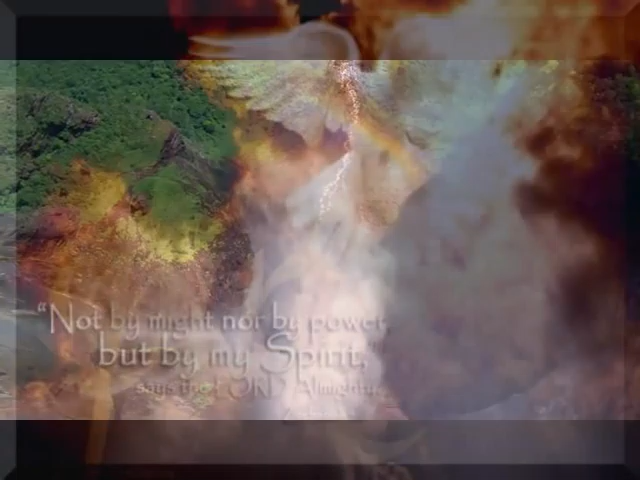 “Not by might nor by power,
but by my Spirit,”
says the LORD Almighty.